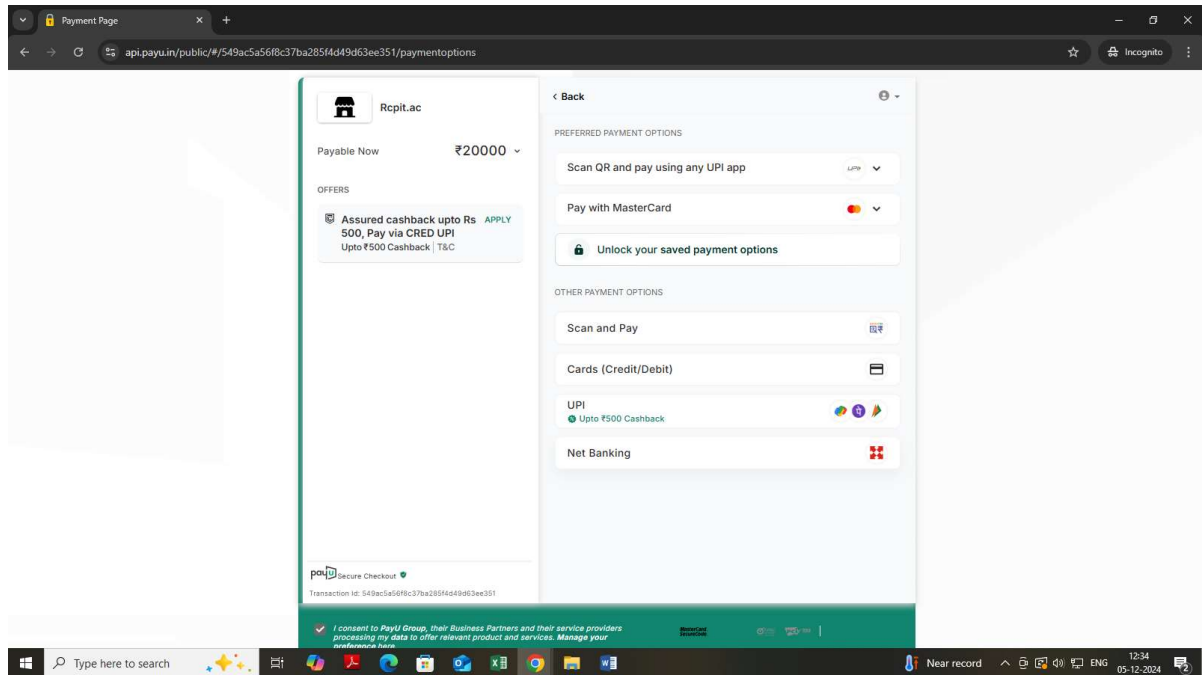 Payment Page
api.payu.in/public/#/549ac5a56f8c37ba285f4d49d63ee351/paymentoptions
Incognito
Rcpit.ac
Payable Now ₹20000
OFFERS
Assured cashback upto Rs APPLY
500, Pay via CRED UPI
Upto ₹500 Cashback | T&C
payu Secure Checkout
Transaction Id: 549ac5a56f8c37ba285f4d49d63ee351
< Back
PREFERRED PAYMENT OPTIONS
Scan QR and pay using any UPI app
Pay with MasterCard
Unlock your saved payment options
OTHER PAYMENT OPTIONS
Scan and Pay
Cards (Credit/Debit)
UPI
Upto ₹500 Cashback
Net Banking
I consent to PayU Group, their Business Partners and their service providers
processing my data to offer relevant product and services. Manage your
preference here
MasterCard
SecureCode
Type here to search
Near record
ENG
12:34
05-12-2024